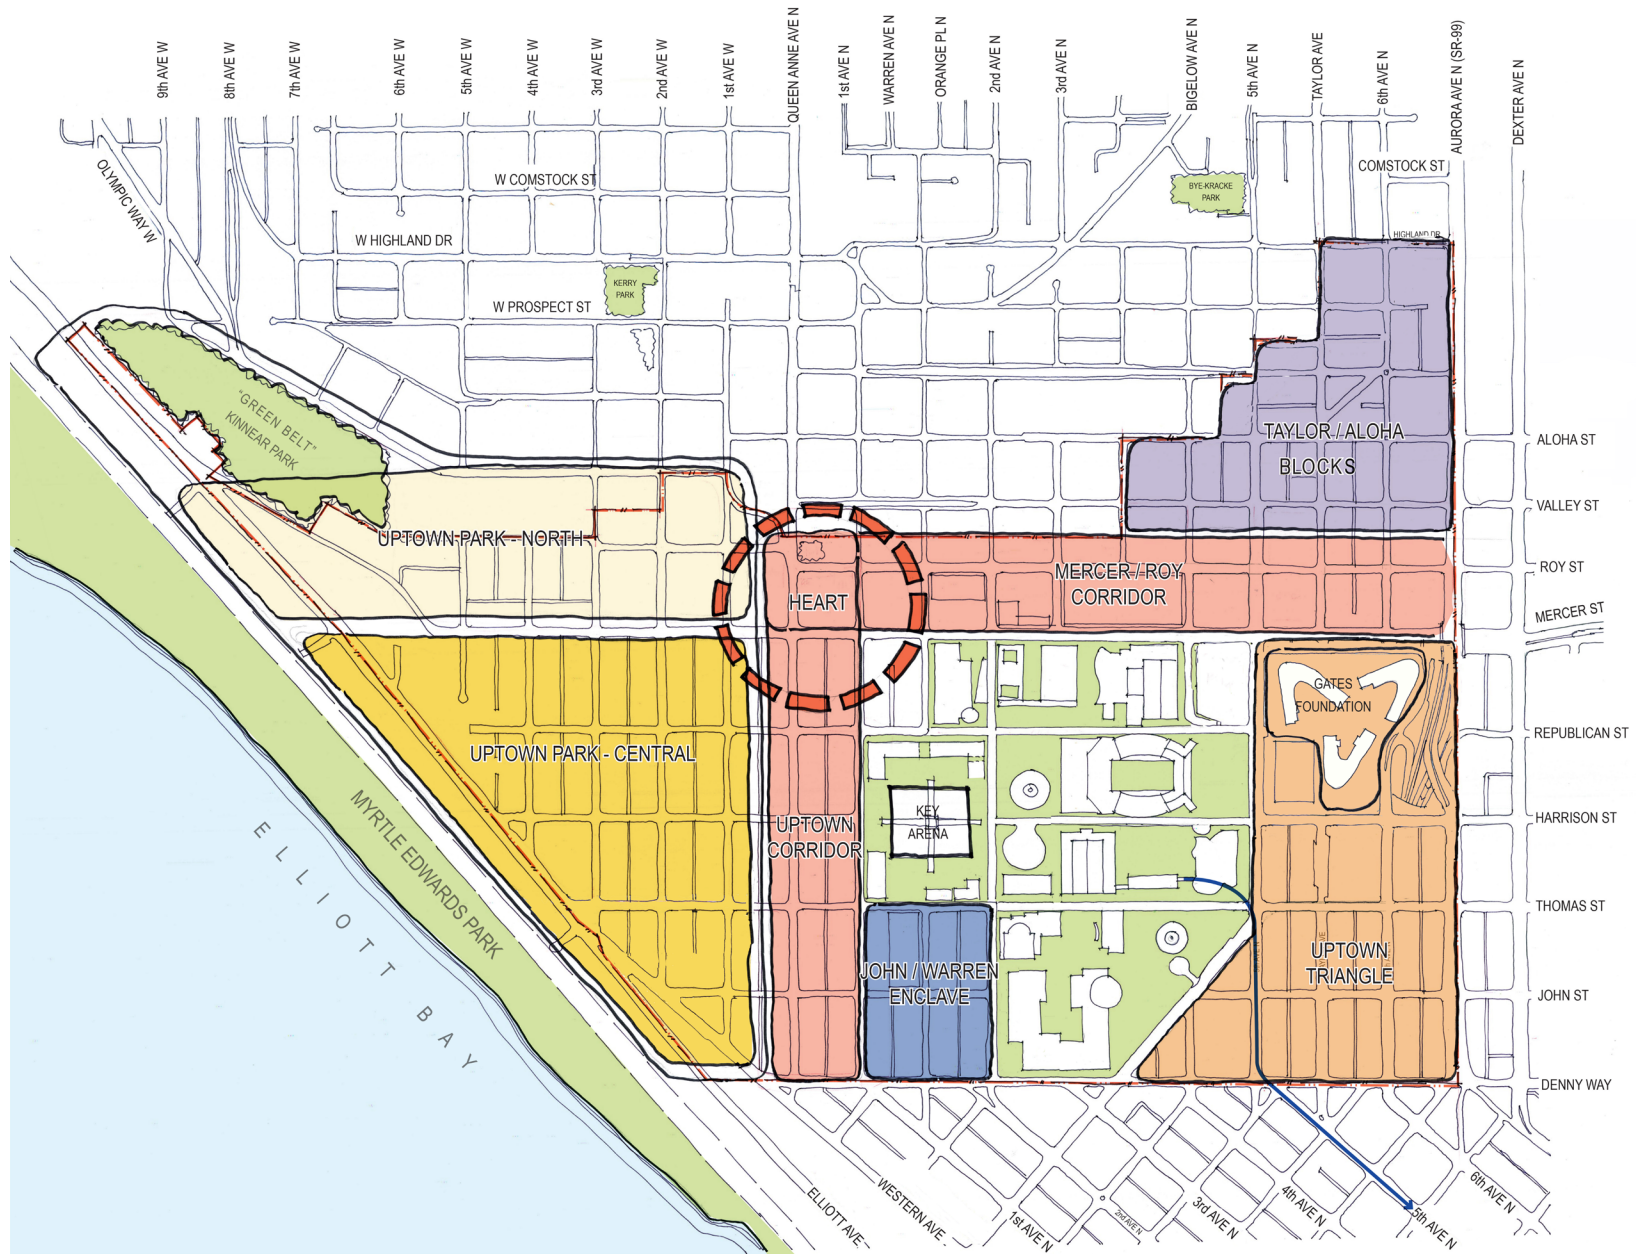 9th AVE W
8th AVE W
7th AVE W
6th AVE W
5th AVE W
4th AVE W
3rd AVE W
2nd AVE W
1st AVE W
QUEEN ANNE AVE N
1st AVE N
WARREN AVE N
ORANGE PL N
2nd AVE N
3rd AVE N
BIGELOW AVE N
5th AVE N
TAYLOR AVE
6th AVE N
AURORA AVE N (SR-99)
DEXTER AVE N
OLYMPIC WAY W
W COMSTOCK ST
COMSTOCK ST
BYE-KRACKE
PARK
W HIGHLAND DR
HIGHLAND DR
KERRY
PARK
W PROSPECT ST
"GREEN BELT"
KINNEAR PARK
TAYLOR / ALOHA
BLOCKS
ALOHA ST
VALLEY ST
UPTOWN PARK - NORTH
ROY ST
MERCER / ROY
CORRIDOR
HEART
MERCER ST
GATES
FOUNDATION
REPUBLICAN ST
UPTOWN PARK - CENTRAL
KEY
ARENA
HARRISON ST
UPTOWN
CORRIDOR
MYRTLE EDWARDS PARK
ELLIOTT BAY
THOMAS ST
JOHN / WARREN
ENCLAVE
UPTOWN
TRIANGLE
JOHN ST
DENNY WAY
ELLIOTT AVE
WESTERN AVE
1st AVE N
2nd AVE N
3rd AVE N
4th AVE N
5th AVE N
6th AVE N